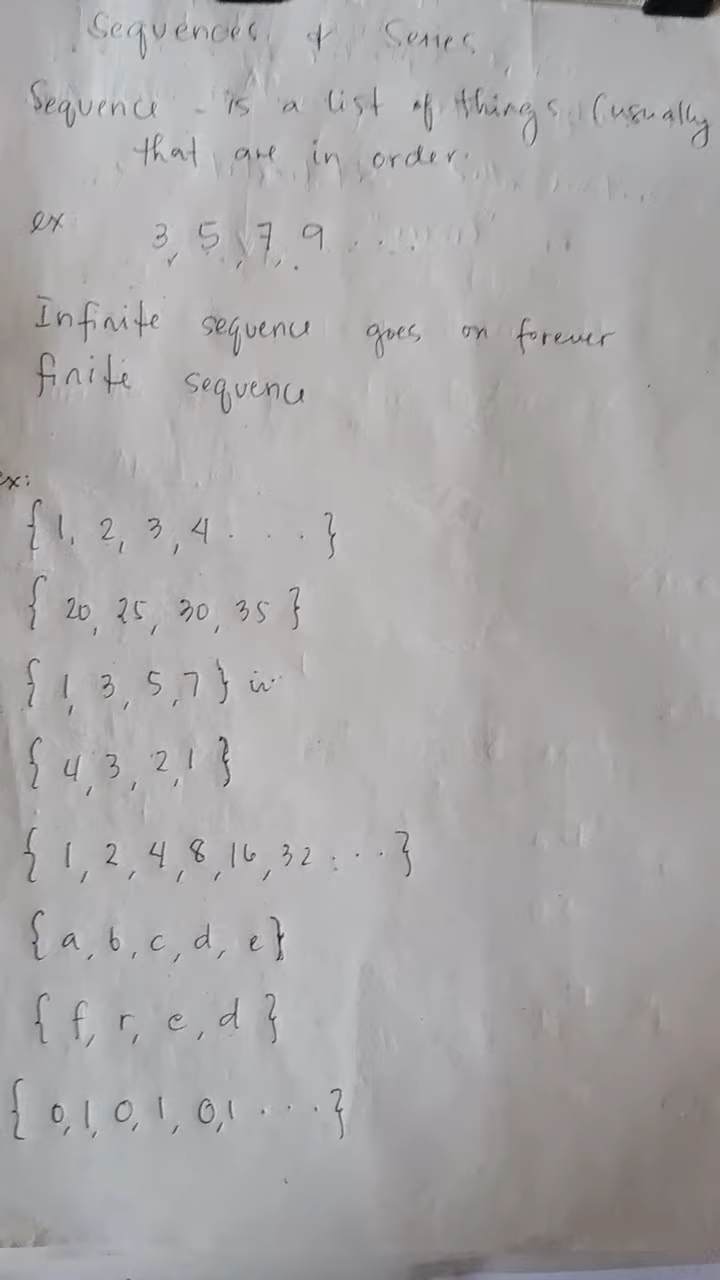 Sequences + Series
Sequence - is a list of things (usually
that are in order.
ex 3, 5, 7, 9 . . . .
Infinite sequence goes on forever
finite sequence
ex:
{ 1, 2, 3, 4 . . . }
{ 20, 25, 30, 35 }
{ 1, 3, 5, 7 }
{ 4, 3, 2, 1 }
{ 1, 2, 4, 8, 16, 32 . . . }
{ a, b, c, d, e }
{ f, r, e, d }
{ 0, 1, 0, 1, 0, 1 . . . }